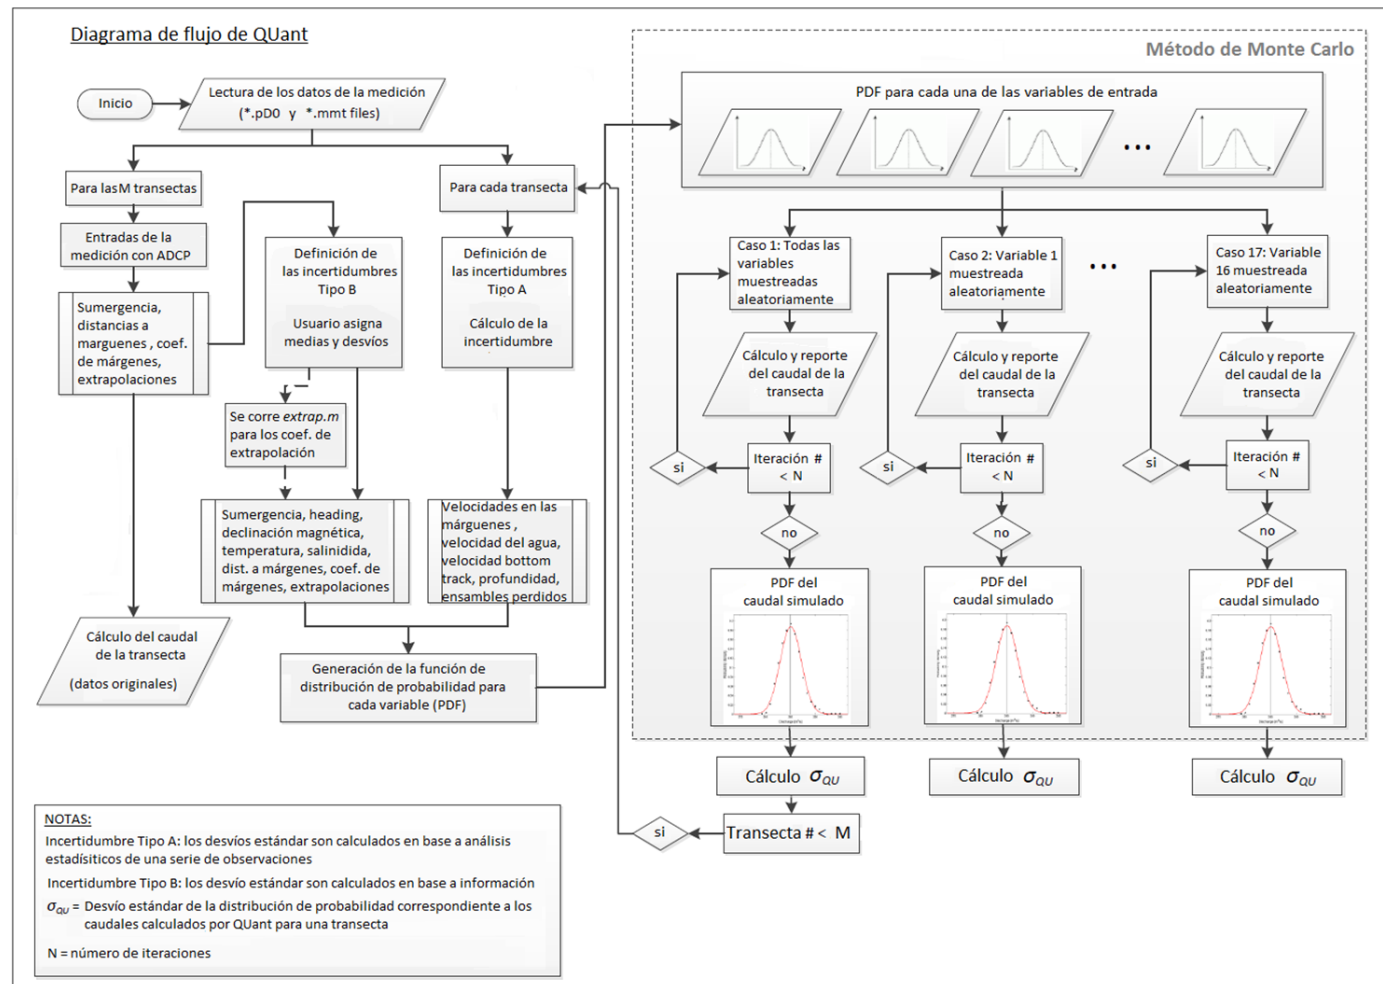 Diagrama de flujo de QUant
Inicio
Lectura de los datos de la medición
(*.pD0 y *.mmt files)
Para lasM transectas
Para cada transecta
Entradas de la
medición con ADCP
Sumergencia,
distancias a
marguenes , coef.
de márgenes,
extrapolaciones
Definición de
las incertidumbres
Tipo B
Usuario asigna
medias y desvíos
Definición de
las incertidumbres
Tipo A
Cálculo de la
incertidumbre
Se corre extrap.m
para los coef. de
extrapolación
Sumergencia, heading,
declinación magnética,
temperatura, salinidida,
dist. a márgenes, coef. de
márgenes, extrapolaciones
Velocidades en las
márguenes ,
velocidad del agua,
velocidad bottom
track, profundidad,
ensambles perdidos
Cálculo del caudal
de la transecta
(datos originales)
Generación de la función de
distribución de probabilidad para
cada variable (PDF)
Método de Monte Carlo
PDF para cada una de las variables de entrada
• • •
Caso 1: Todas las
variables
muestreadas
aleatoriamente
Caso 2: Variable 1
muestreada
aleatoriamente
• • •
Caso 17: Variable
16 muestreada
aleatoriamente
Cálculo y reporte
del caudal de la
transecta
Cálculo y reporte
del caudal de la
transecta
Cálculo y reporte
del caudal de la
transecta
si
Iteración #
< N
si
Iteración #
< N
si
Iteración #
< N
no
no
no
PDF del
caudal simulado
PDF del
caudal simulado
PDF del
caudal simulado
Cálculo σQU
Cálculo σQU
Cálculo σQU
si
Transecta # < M
NOTAS:
Incertidumbre Tipo A: los desvíos estándar son calculados en base a análisis
estadísiticos de una serie de observaciones
Incertidumbre Tipo B: los desvío estándar son calculados en base a información
σQU = Desvío estándar de la distribución de probabilidad correspondiente a los
caudales calculados por QUant para una transecta
N = número de iteraciones